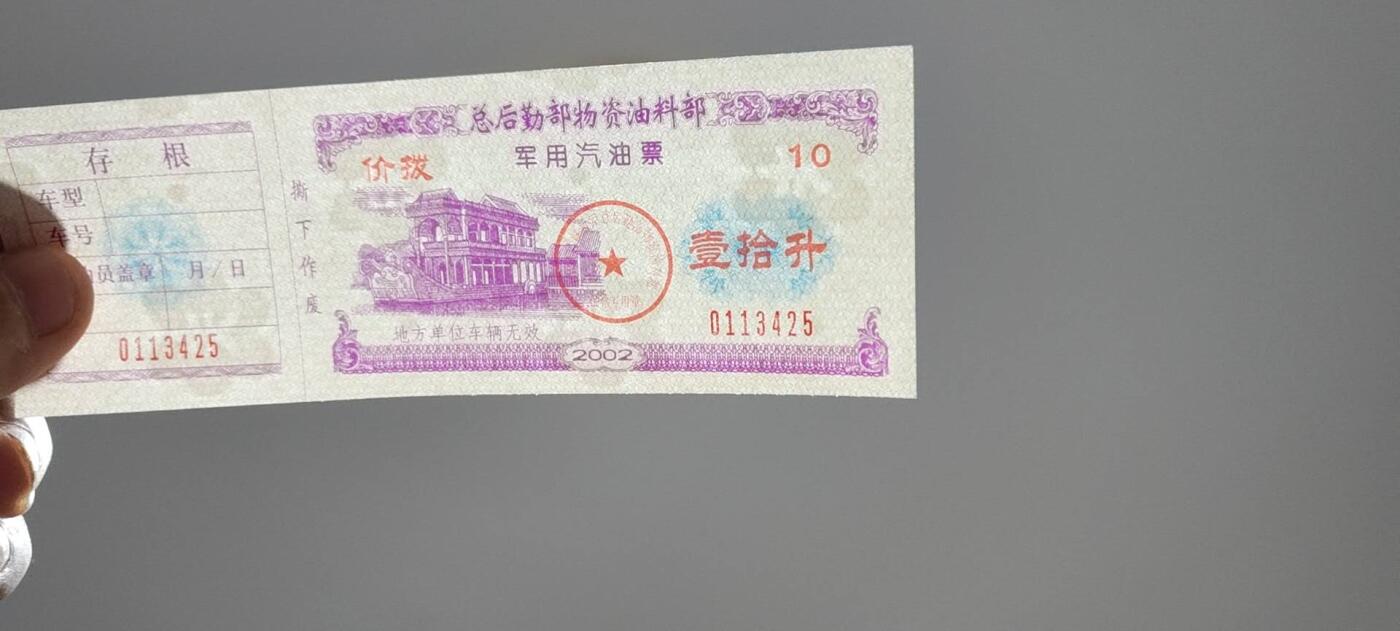 存 根
车型
车号
员盖章 月/日
0113425
撕下作废
总后勤部物资油料部
军用汽油票
价拨
10
壹拾升
0113425
地方单位车辆无效
2002